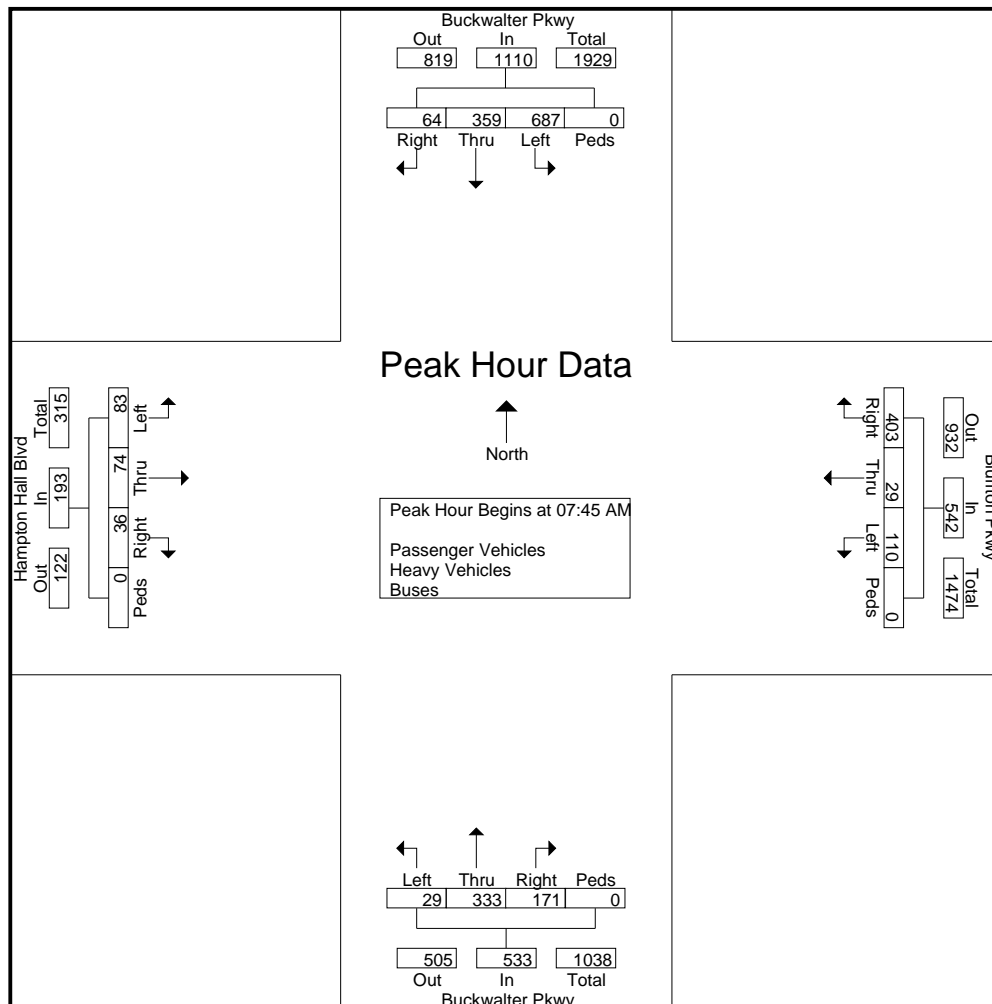 Buckwalter Pkwy
Out In Total
819 1110 1929
64 359 687 0
Right Thru Left Peds
Peak Hour Data
North
Peak Hour Begins at 07:45 AM
Passenger Vehicles
Heavy Vehicles
Buses
Hampton Hall Blvd
Out In Total
122 193 315
0 36 74 83
Peds Right Thru Left
Pkwy
Out In Total
932 542 1474
403 29 110 0
Right Thru Left Peds
Left Thru Right Peds
29 333 171 0
505 533 1038
Out In Total
Buckwalter Pkwy